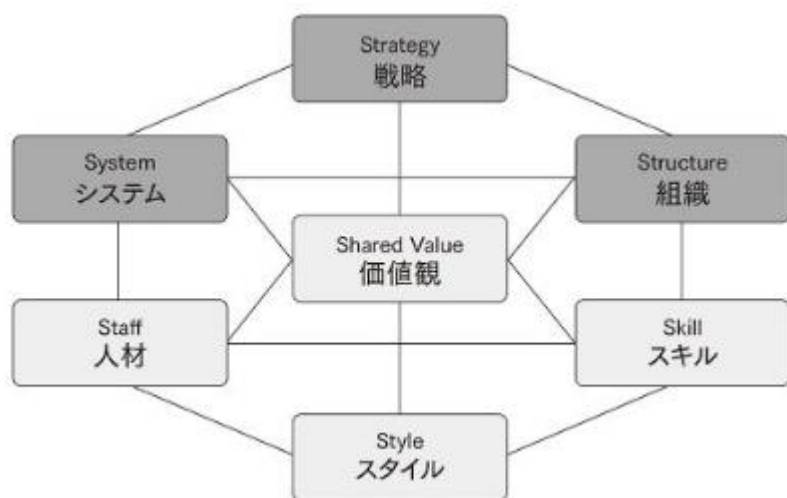 Strategy
戦略
System
システム
Structure
組織
Shared Value
価値観
Staff
人材
Skill
スキル
Style
スタイル